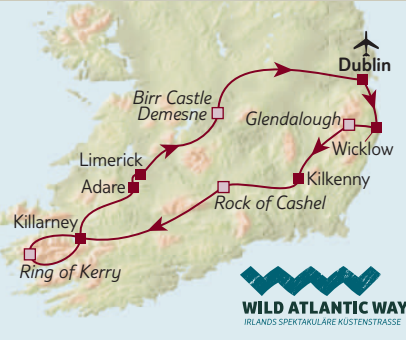 Dublin
Birr Castle
Demesne
Glendalough
Wicklow
Limerick
Adare
Kilkenny
Rock of Cashel
Killarney
Ring of Kerry
WILD ATLANTIC WAY
IRLANDS SPEKTAKULÄRE KÜSTENSTRASSE